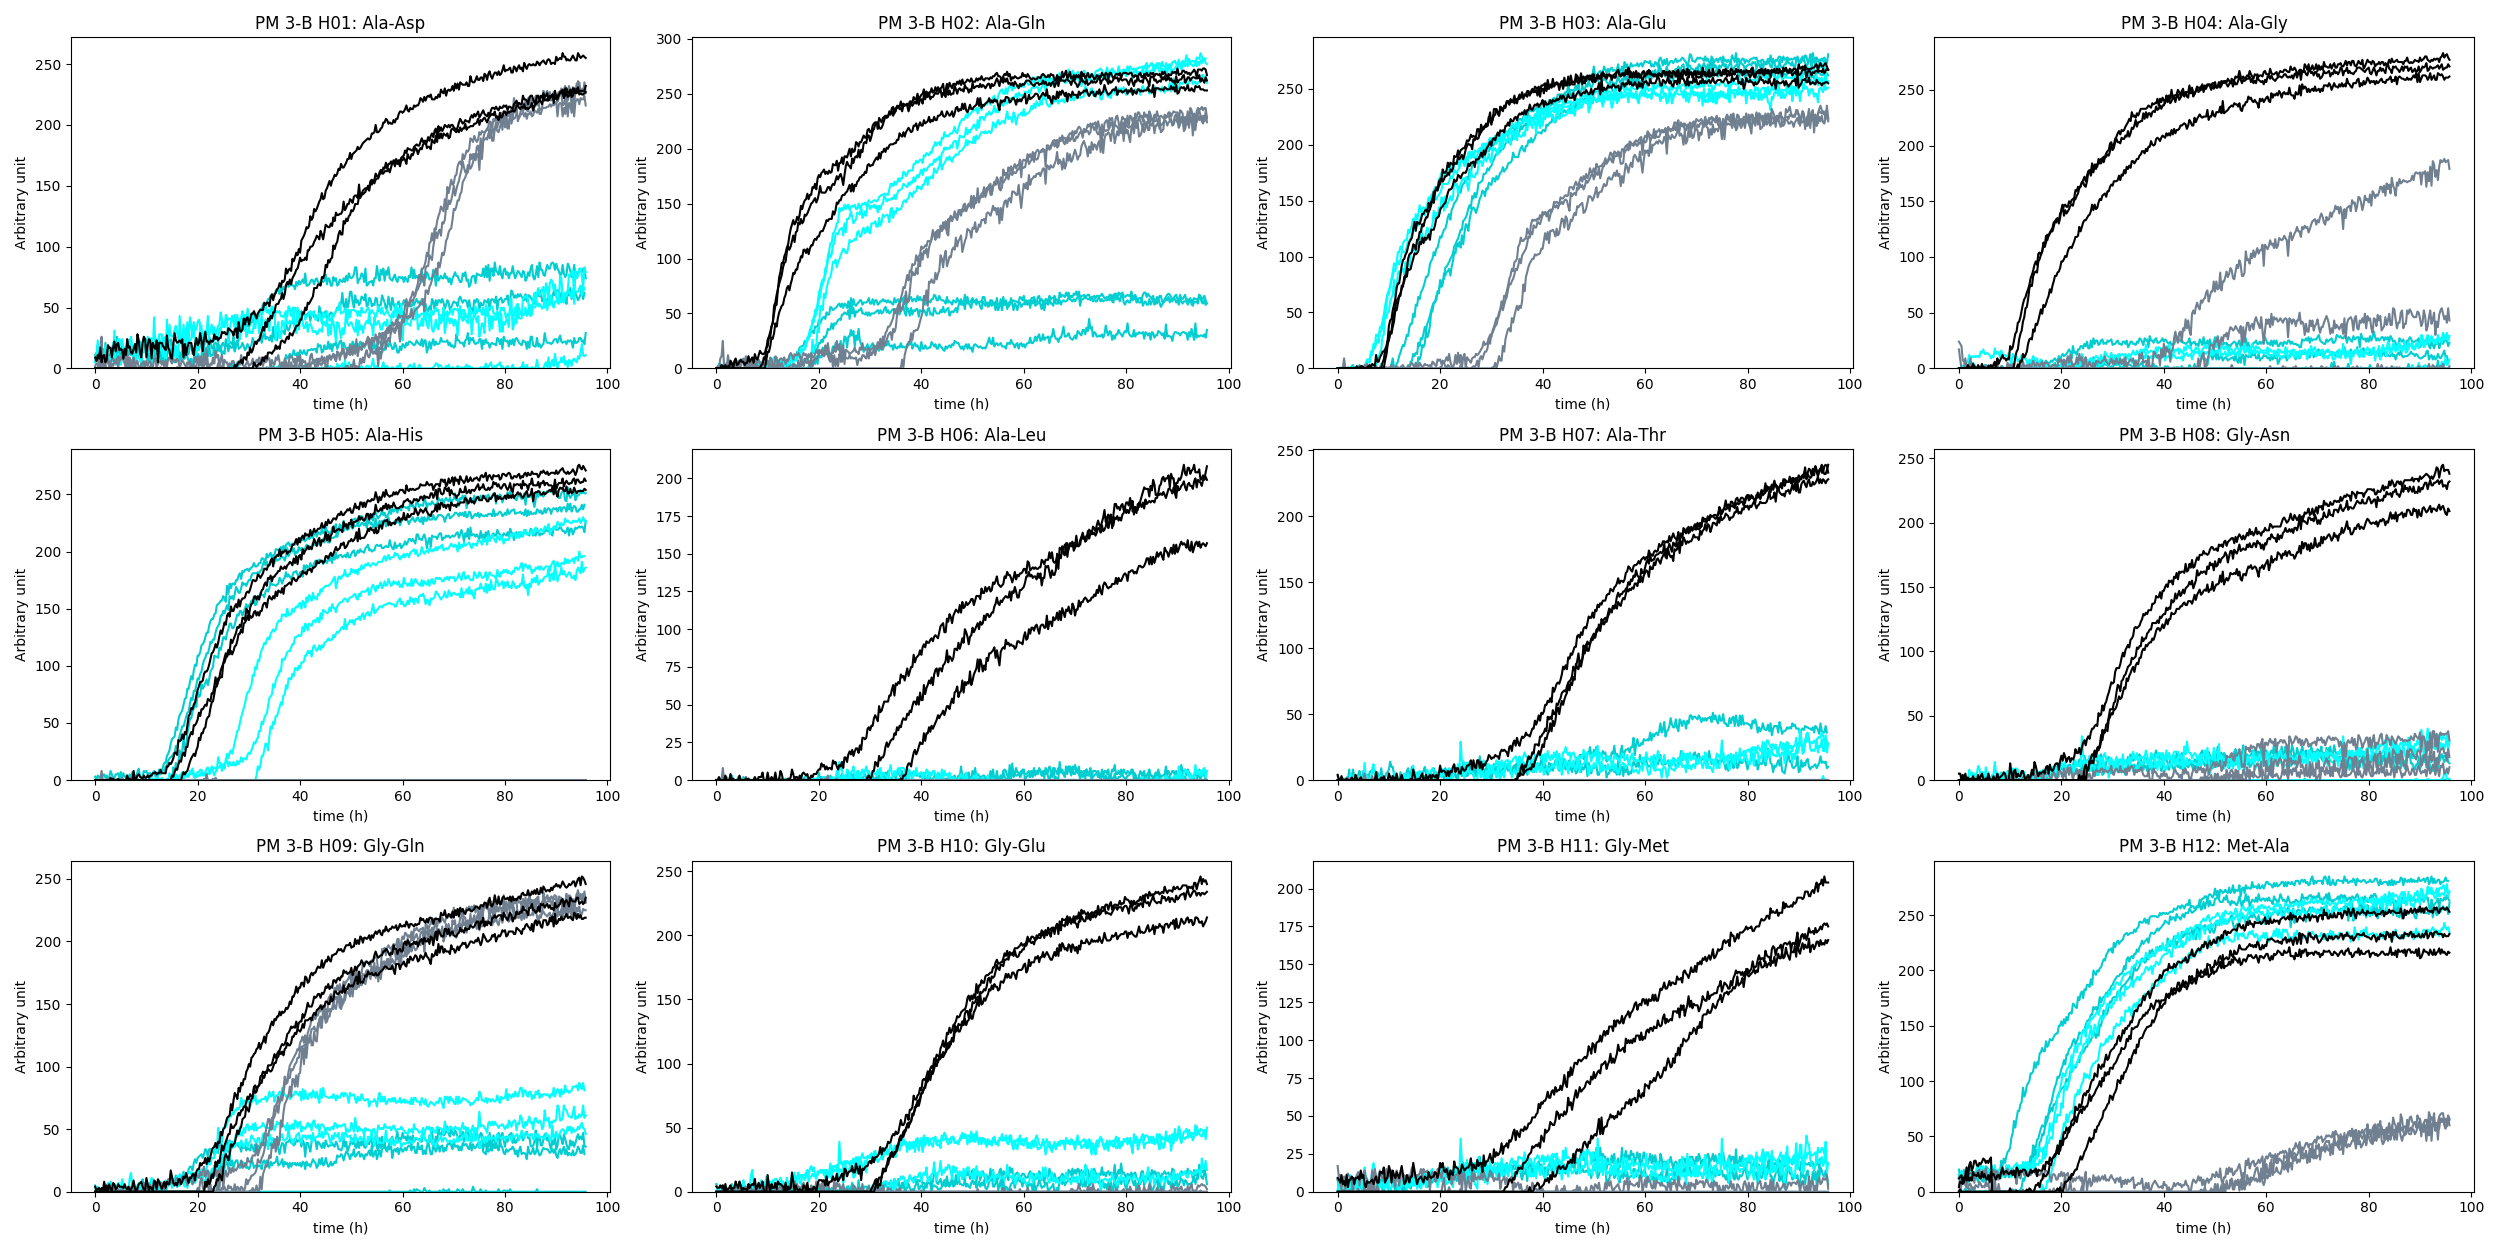 PM 3-B H01: Ala-Asp
Arbitrary unit
250
200
150
100
50
0
0 20 40 60 80 100
time (h)
PM 3-B H02: Ala-Gln
Arbitrary unit
300
250
200
150
100
50
0
0 20 40 60 80 100
time (h)
PM 3-B H03: Ala-Glu
Arbitrary unit
250
200
150
100
50
0
0 20 40 60 80 100
time (h)
PM 3-B H04: Ala-Gly
Arbitrary unit
250
200
150
100
50
0
0 20 40 60 80 100
time (h)
PM 3-B H05: Ala-His
Arbitrary unit
250
200
150
100
50
0
0 20 40 60 80 100
time (h)
PM 3-B H06: Ala-Leu
Arbitrary unit
200
175
150
125
100
75
50
25
0
0 20 40 60 80 100
time (h)
PM 3-B H07: Ala-Thr
Arbitrary unit
250
200
150
100
50
0
0 20 40 60 80 100
time (h)
PM 3-B H08: Gly-Asn
Arbitrary unit
250
200
150
100
50
0
0 20 40 60 80 100
time (h)
PM 3-B H09: Gly-Gln
Arbitrary unit
250
200
150
100
50
0
0 20 40 60 80 100
time (h)
PM 3-B H10: Gly-Glu
Arbitrary unit
250
200
150
100
50
0
0 20 40 60 80 100
time (h)
PM 3-B H11: Gly-Met
Arbitrary unit
200
175
150
125
100
75
50
25
0
0 20 40 60 80 100
time (h)
PM 3-B H12: Met-Ala
Arbitrary unit
250
200
150
100
50
0
0 20 40 60 80 100
time (h)